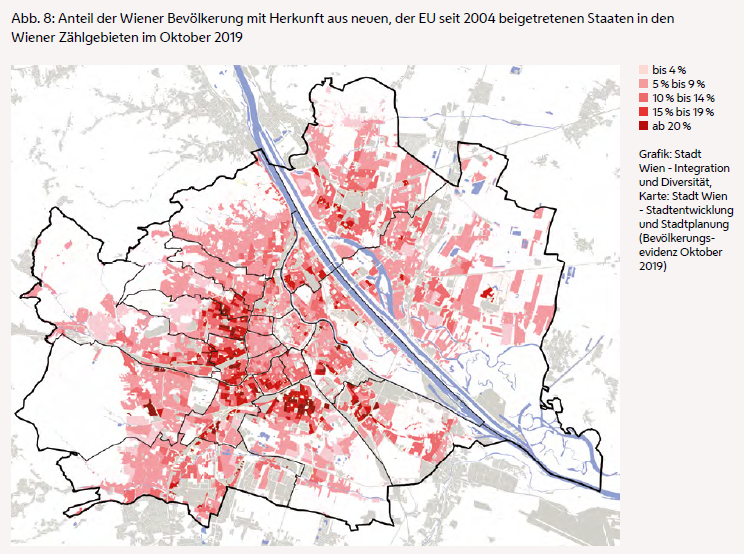 Abb. 8: Anteil der Wiener Bevölkerung mit Herkunft aus neuen, der EU seit 2004 beigetretenen Staaten in den
Wiener Zählgebieten im Oktober 2019
bis 4 %
5 % bis 9 %
10 % bis 14 %
15 % bis 19 %
ab 20 %
Grafik: Stadt
Wien - Integration
und Diversität,
Karte: Stadt Wien
- Stadtentwicklung
und Stadtplanung
(Bevölkerungs-
evidenz Oktober
2019)